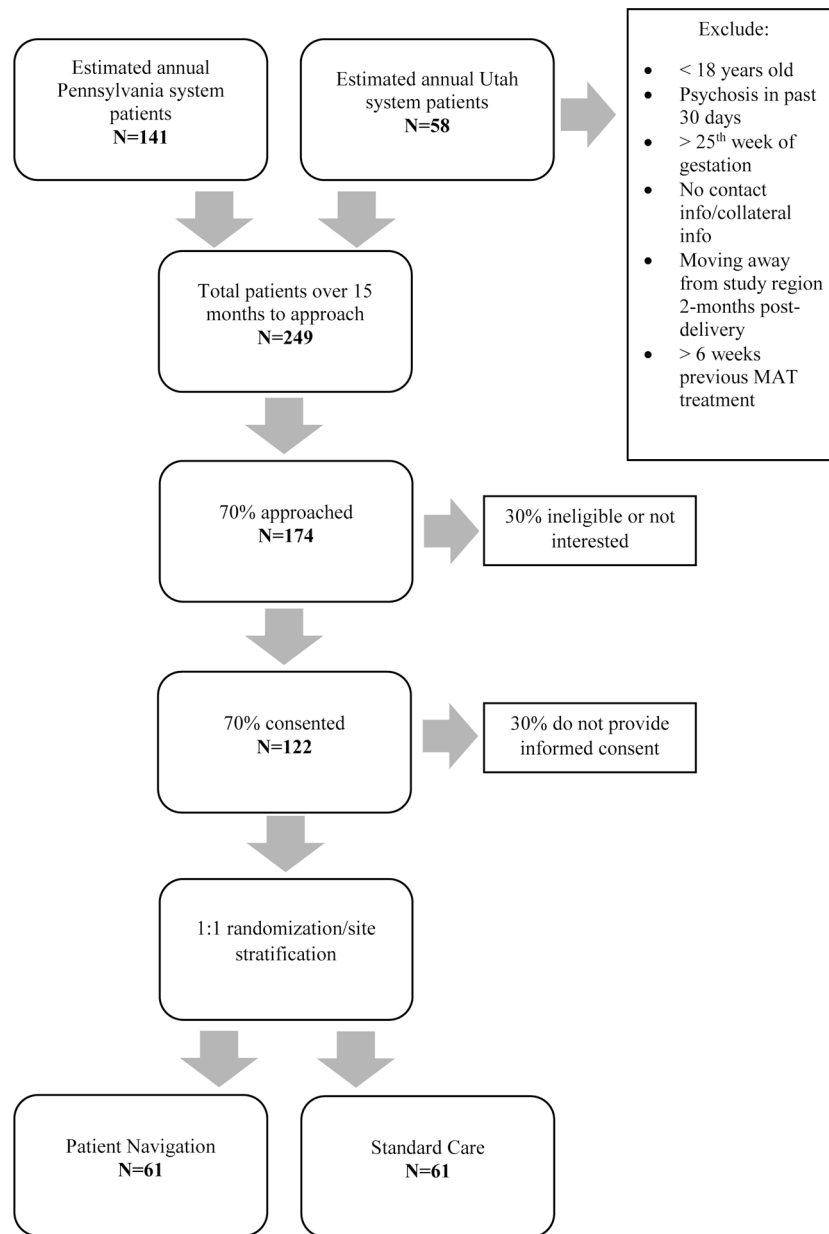 Estimated annual
Pennsylvania system
patients
N=141
Estimated annual Utah
system patients
N=58
Exclude:
• < 18 years old
• Psychosis in past
30 days
• > 25th week of
gestation
• No contact
info/collateral
info
• Moving away
from study region
2-months post-
delivery
• > 6 weeks
previous MAT
treatment
Total patients over 15
months to approach
N=249
70% approached
N=174
30% ineligible or not
interested
70% consented
N=122
30% do not provide
informed consent
1:1 randomization/site
stratification
Patient Navigation
N=61
Standard Care
N=61